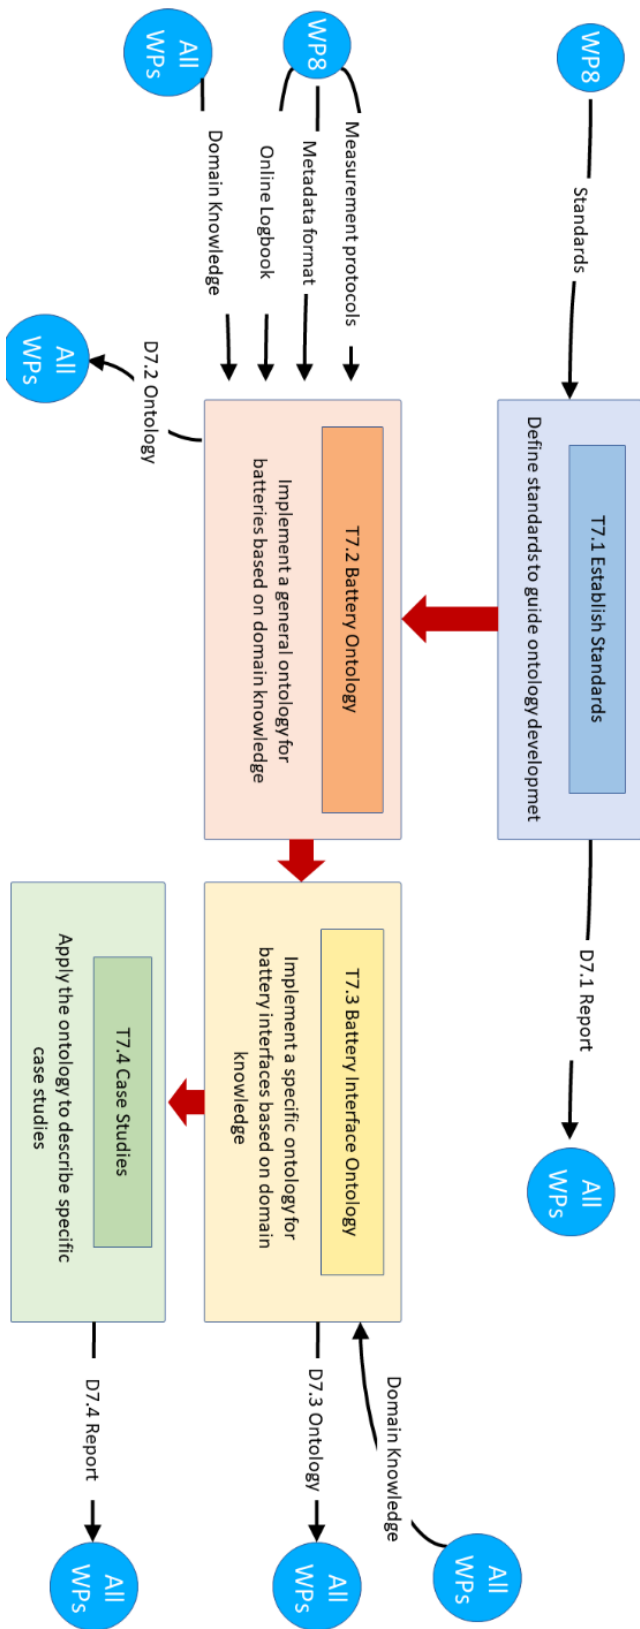 WP8
Standards
T7.1 Establish Standards
Define standards to guide ontology developmet
D7.1 Report
All
WPs
WP8
Measurement protocols
Metadata format
Online Logbook
All
WPs
Domain Knowledge
T7.2 Battery Ontology
Implement a general ontology for
batteries based on domain knowledge
D7.2 Ontology
All
WPs
T7.3 Battery Interface Ontology
Implement a specific ontology for
battery interfaces based on domain
knowledge
Domain Knowledge
All
WPs
D7.3 Ontology
All
WPs
T7.4 Case Studies
Apply the ontology to describe specific
case studies
D7.4 Report
All
WPs